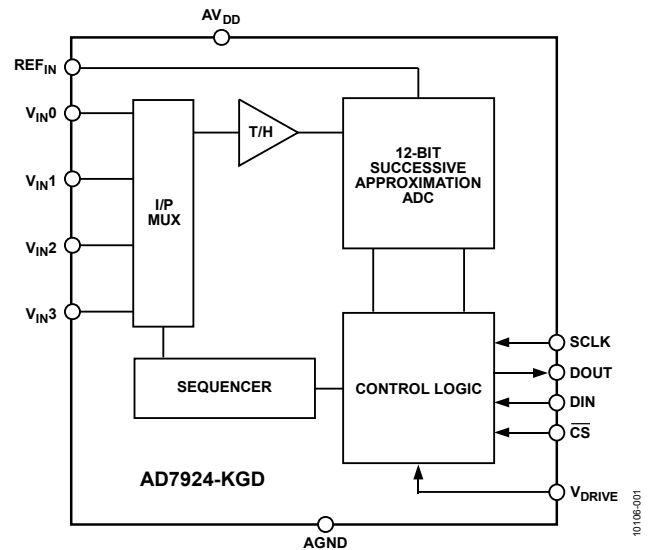 AVDD
REFIN
VIN0
VIN1
VIN2
VIN3
I/P
MUX
T/H
12-BIT
SUCCESSIVE
APPROXIMATION
ADC
SEQUENCER
CONTROL LOGIC
SCLK
DOUT
DIN
C̅S̅
VDRIVE
AD7924-KGD
AGND
10106-001